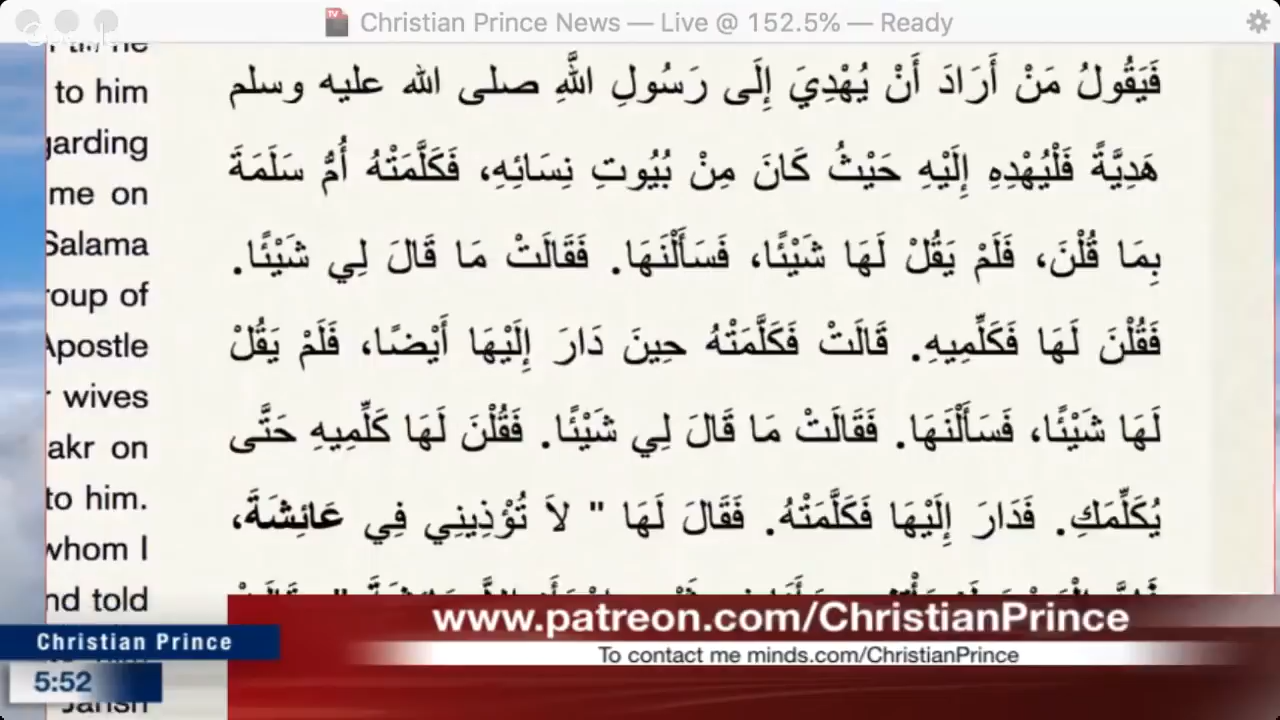 Christian Prince News — Live @ 152.5% — Ready
to him
garding
me on
Salama
roup of
Apostle
wives
akr on
to him.
whom I
nd told
فَيَقُولُ مَنْ أَرَادَ أَنْ يُهْدِيَ إِلَى رَسُولِ اللَّهِ صلى الله عليه وسلم
هَدِيَّةً فَلْيُهْدِهِ إِلَيْهِ حَيْثُ كَانَ مِنْ بُيُوتِ نِسَائِهِ، فَكَلَّمَتْهُ أُمُّ سَلَمَةَ
بِمَا قُلْنَ، فَلَمْ يَقُلْ لَهَا شَيْئًا، فَسَأَلْنَهَا. فَقَالَتْ مَا قَالَ لِي شَيْئًا.
فَقُلْنَ لَهَا فَكَلِّمِيهِ. قَالَتْ فَكَلَّمَتْهُ حِينَ دَارَ إِلَيْهَا أَيْضًا، فَلَمْ يَقُلْ
لَهَا شَيْئًا، فَسَأَلْنَهَا. فَقَالَتْ مَا قَالَ لِي شَيْئًا. فَقُلْنَ لَهَا كَلِّمِيهِ حَتَّى
يُكَلِّمَكِ. فَدَارَ إِلَيْهَا فَكَلَّمَتْهُ. فَقَالَ لَهَا " لاَ تُؤْذِينِي فِي عَائِشَةَ،
www.patreon.com/ChristianPrince
To contact me minds.com/ChristianPrince
Christian Prince
5:52